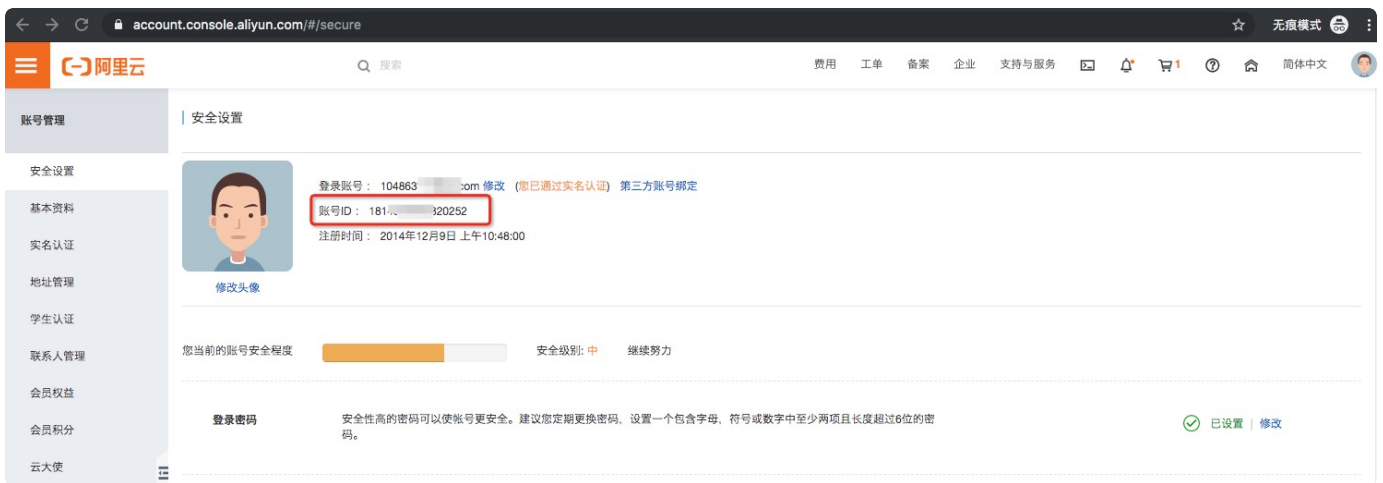 account.console.aliyun.com/#/secure 无痕模式
阿里云 搜索 费用 工单 备案 企业 支持与服务 1 简体中文
账号管理
安全设置
基本资料
实名认证
地址管理
学生认证
联系人管理
会员权益
会员积分
云大使
安全设置
登录账号： 104863 com 修改 (您已通过实名认证) 第三方账号绑定
账号ID： 181 320252
注册时间： 2014年12月9日 上午10:48:00
修改头像
您当前的账号安全程度 安全级别: 中 继续努力
登录密码 安全性高的密码可以使帐号更安全。建议您定期更换密码，设置一个包含字母，符号或数字中至少两项且长度超过6位的密
码。
已设置 | 修改